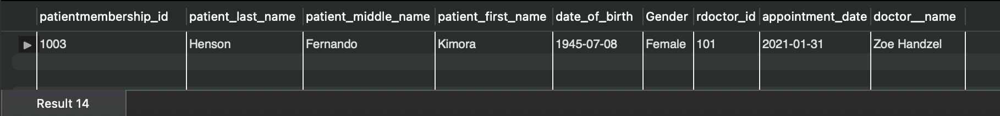 patientmembership_id patient_last_name patient_middle_name patient_first_name date_of_birth Gender rdoctor_id appointment_date doctor__name
1003 Henson Fernando Kimora 1945-07-08 Female 101 2021-01-31 Zoe Handzel
Result 14